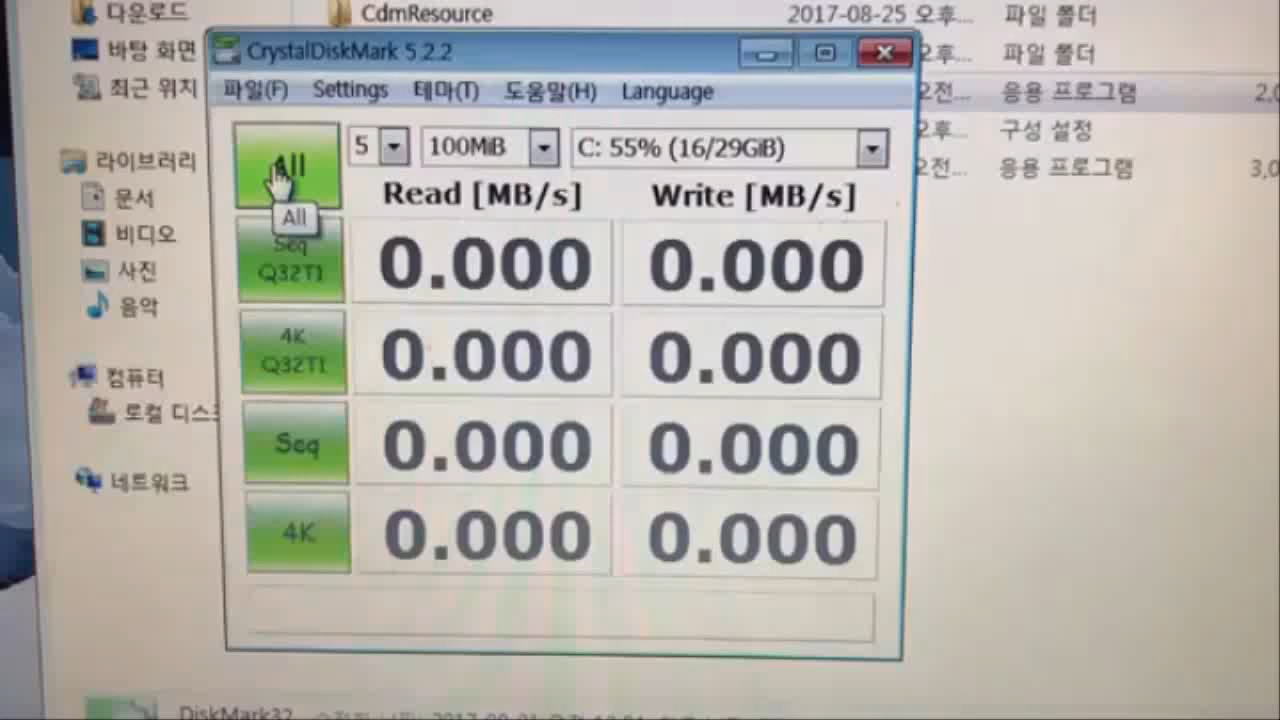 다운로드
CdmResource
2017-08-25 오후...
파일 폴더
CrystalDiskMark 5.2.2
바탕 화면
오후...
파일 폴더
최근 위치
파일(F) Settings 테마(T) 도움말(H) Language
오전...
응용 프로그램
2,0
오후...
구성 설정
All
5
100MiB
C: 55% (16/29GiB)
라이브러리
오전...
응용 프로그램
3,0
문서
Read [MB/s]
Write [MB/s]
All
비디오
Seq
Q32T1
0.000
0.000
사진
음악
4K
Q32T1
0.000
0.000
컴퓨터
로컬 디스크
Seq
0.000
0.000
네트워크
4K
0.000
0.000
DiskMark32